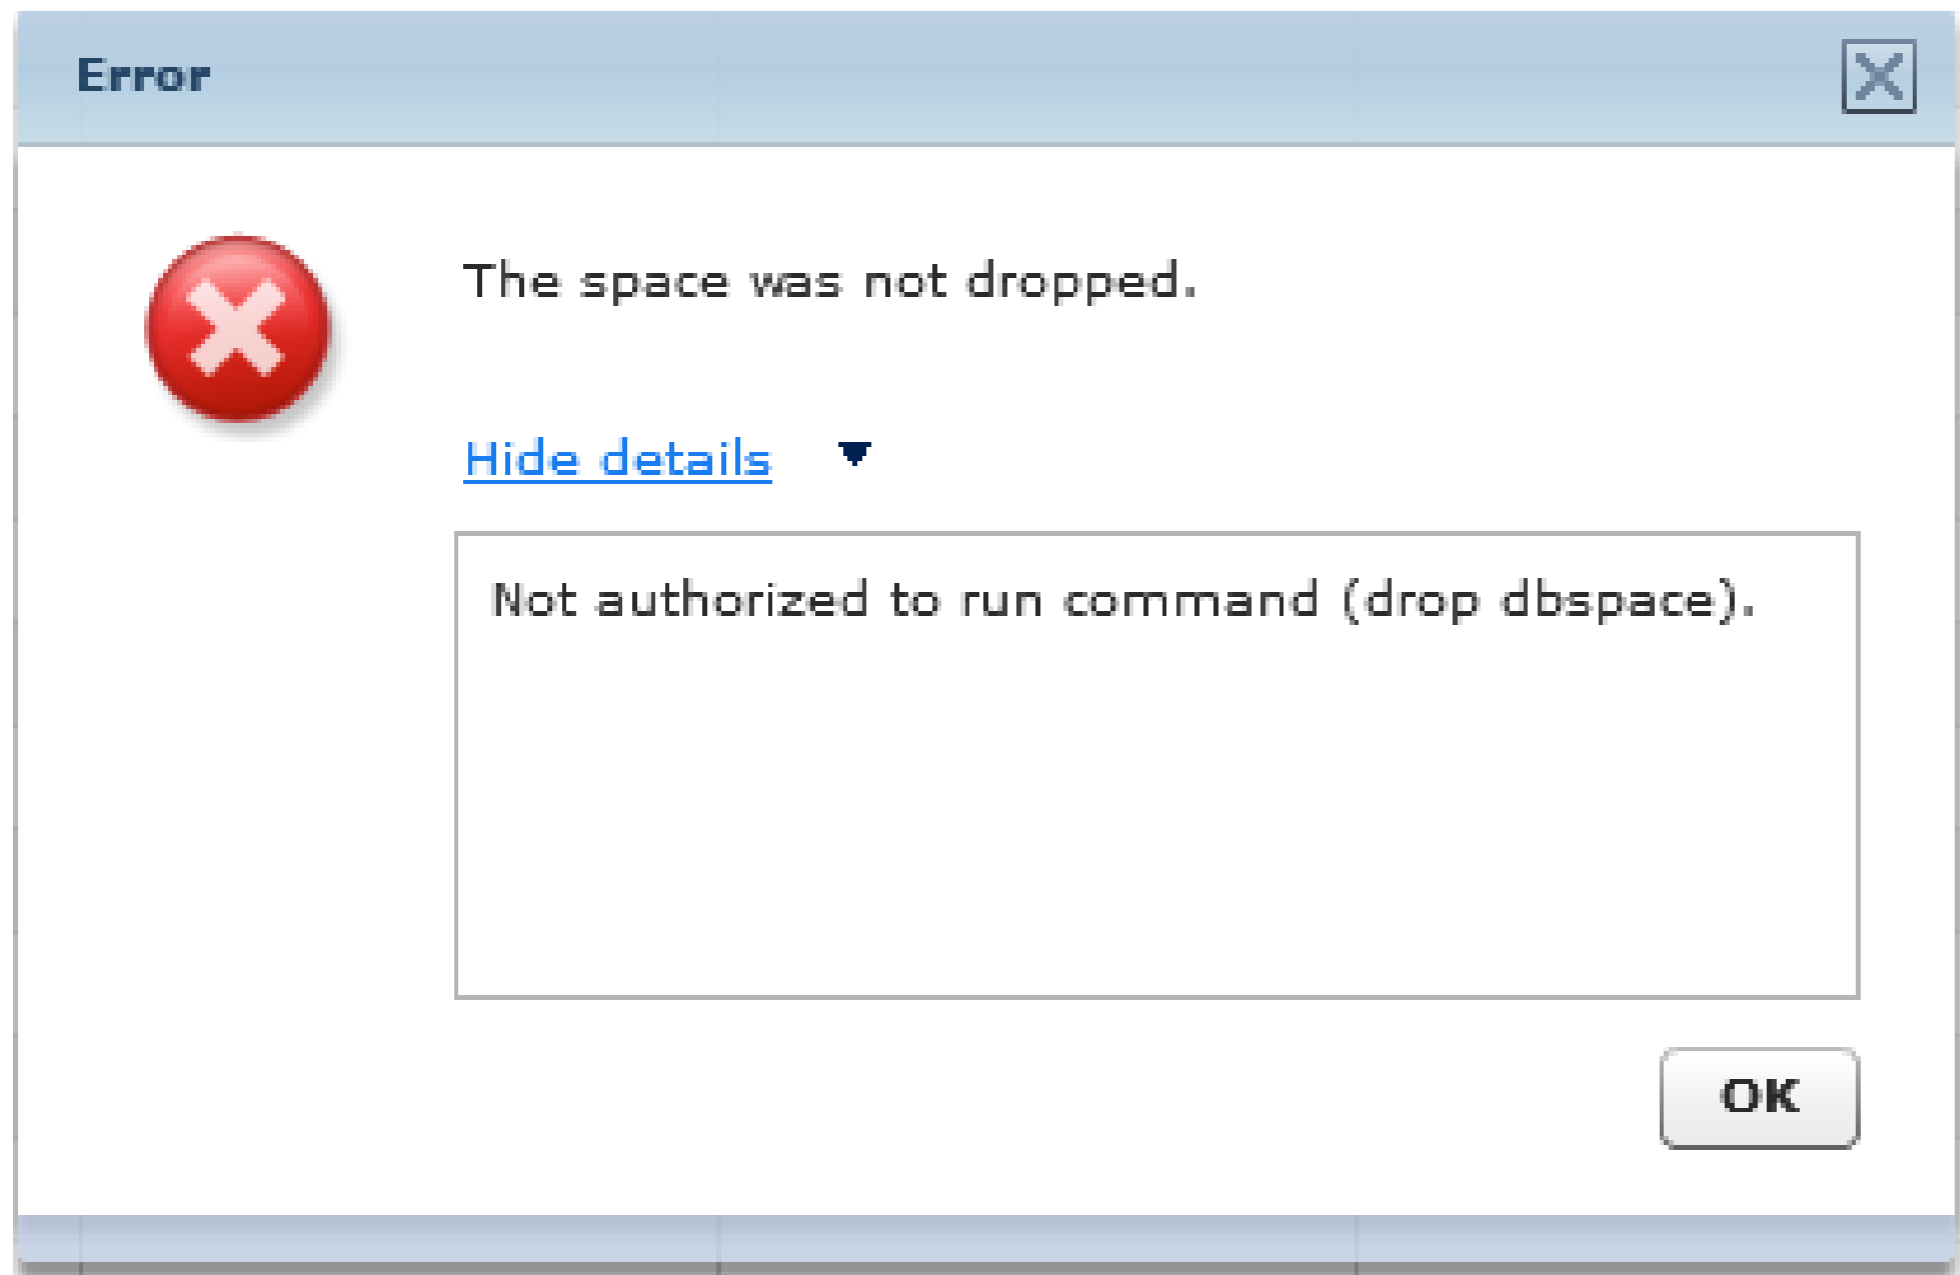 Error
The space was not dropped.
Hide details
Not authorized to run command (drop dbspace).
OK